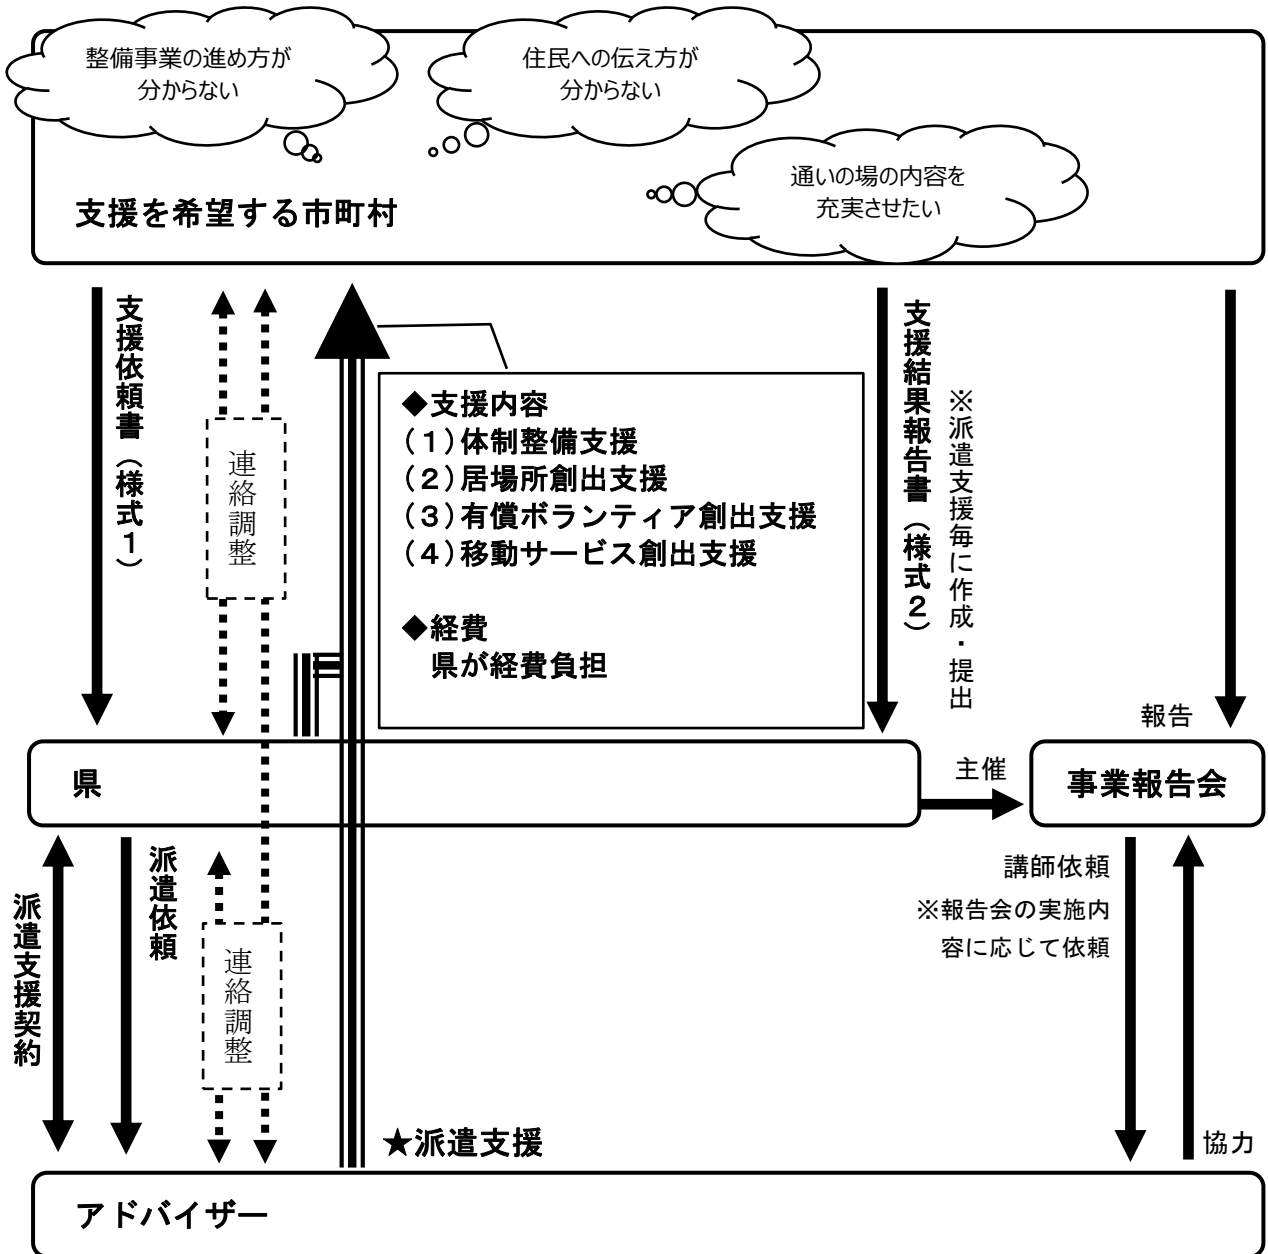 整備事業の進め方が
分からない
住民への伝え方が
分からない
通いの場の内容を
充実させたい
支援を希望する市町村
支援依頼書（様式１）
連絡調整
◆支援内容
（１）体制整備支援
（２）居場所創出支援
（３）有償ボランティア創出支援
（４）移動サービス創出支援
◆経費
県が経費負担
支援結果報告書（様式２）
※派遣支援毎に作成・提出
報告
県
主催
事業報告会
派遣支援契約
派遣依頼
連絡調整
講師依頼
※報告会の実施内
容に応じて依頼
★派遣支援
協力
アドバイザー